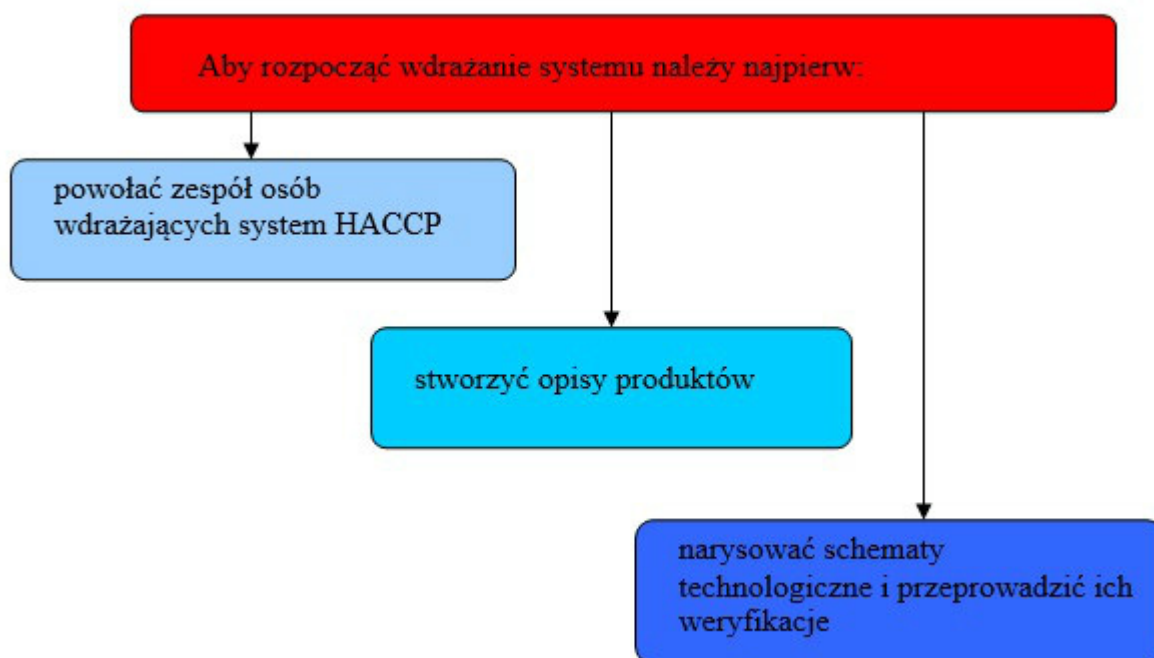 Aby rozpocząć wdrażanie systemu należy najpierw:
powołać zespół osób
wdrażających system HACCP
stworzyć opisy produktów
narysować schematy
technologiczne i przeprowadzić ich
weryfikacje